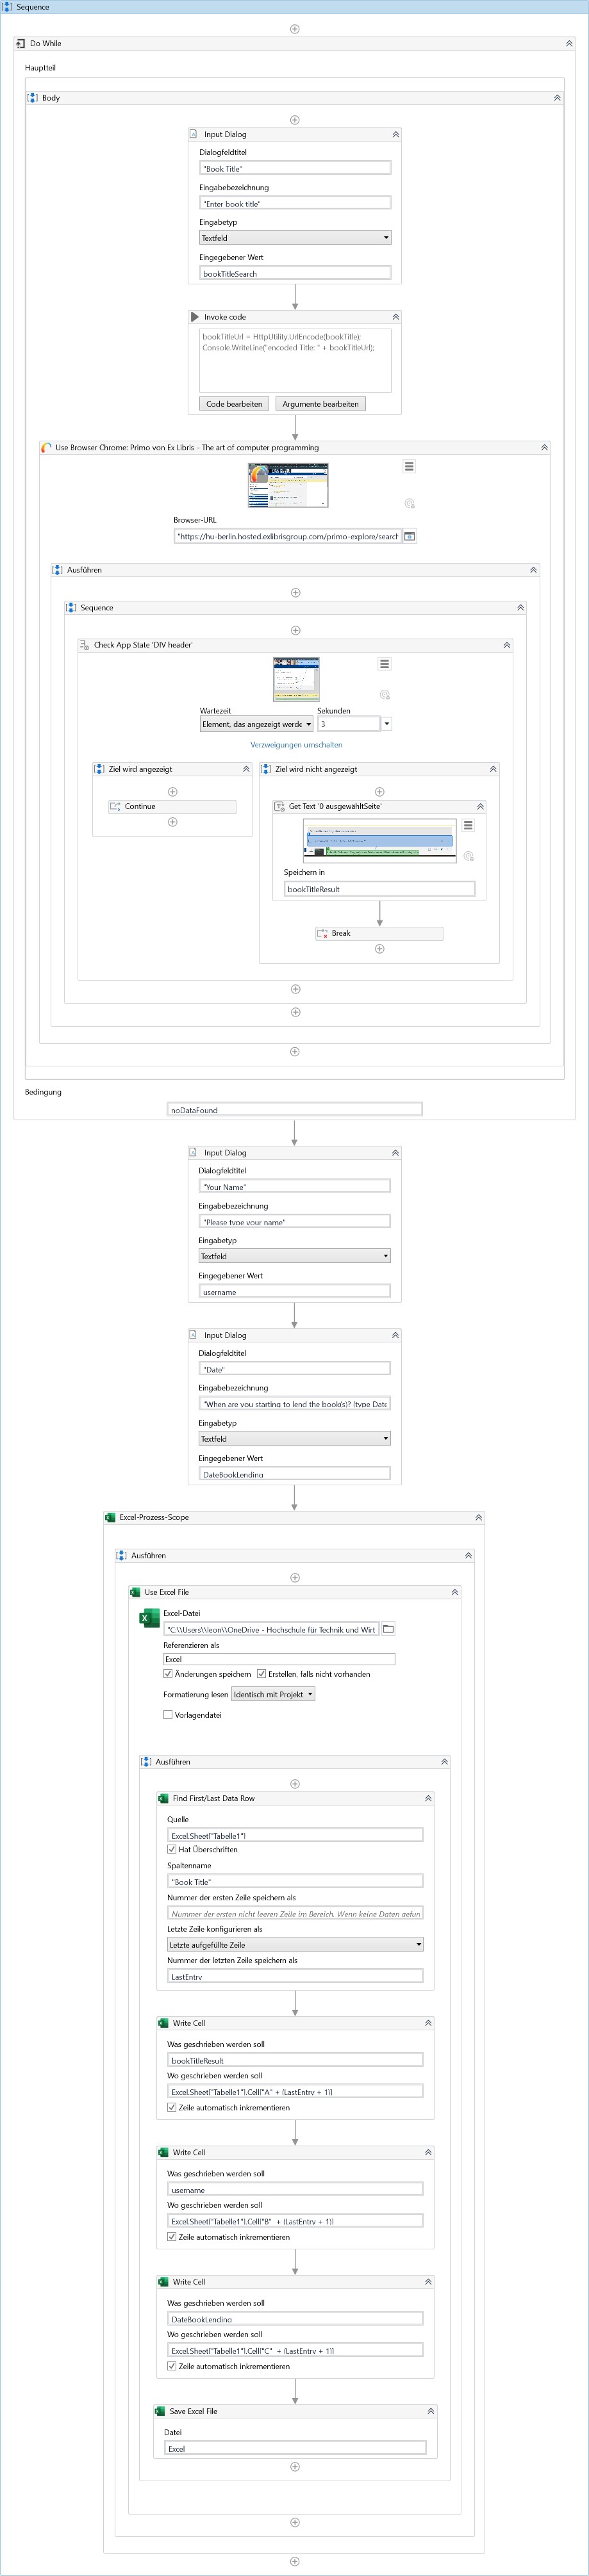 Sequence
Do While
Hauptteil
Body
Input Dialog
Dialogfeldtitel
"Book Title"
Eingabebezeichnung
"Enter book title"
Eingabetyp
Textfeld
Eingegebener Wert
bookTitleSearch
Invoke code
bookTitleUrl = HttpUtility.UrlEncode(bookTitle);
Console.WriteLine("encoded Title: " + bookTitleUrl);
Code bearbeiten
Argumente bearbeiten
Use Browser Chrome: Primo von Ex Libris - The art of computer programming
Browser-URL
"https://hu-berlin.hosted.exlibrisgroup.com/primo-explore/search
Ausführen
Sequence
Check App State 'DIV header'
Wartezeit
Sekunden
Element, das angezeigt werde
3
Verzweigungen umschalten
Ziel wird angezeigt
Continue
Ziel wird nicht angezeigt
Get Text '0 ausgewähltSeite'
Speichern in
bookTitleResult
Break
Bedingung
noDataFound
Input Dialog
Dialogfeldtitel
"Your Name"
Eingabebezeichnung
"Please type your name"
Eingabetyp
Textfeld
Eingegebener Wert
username
Input Dialog
Dialogfeldtitel
"Date"
Eingabebezeichnung
"When are you starting to lend the book(s)? (type Date
Eingabetyp
Textfeld
Eingegebener Wert
DateBookLending
Excel-Prozess-Scope
Ausführen
Use Excel File
Excel-Datei
"C:\\Users\\leon\\OneDrive - Hochschule für Technik und Wirt
Referenzieren als
Excel
Änderungen speichern
Erstellen, falls nicht vorhanden
Formatierung lesen
Identisch mit Projekt
Vorlagendatei
Ausführen
Find First/Last Data Row
Quelle
Excel.Sheet["Tabelle1"]
Hat Überschriften
Spaltenname
"Book Title"
Nummer der ersten Zeile speichern als
Nummer der ersten nicht leeren Zeile im Bereich. Wenn keine Daten gefun
Letzte Zeile konfigurieren als
Letzte aufgefüllte Zeile
Nummer der letzten Zeile speichern als
LastEntry
Write Cell
Was geschrieben werden soll
bookTitleResult
Wo geschrieben werden soll
Excel.Sheet["Tabelle1"].Cell["A" + (LastEntry + 1)]
Zeile automatisch inkrementieren
Write Cell
Was geschrieben werden soll
username
Wo geschrieben werden soll
Excel.Sheet["Tabelle1"].Cell["B" + (LastEntry + 1)]
Zeile automatisch inkrementieren
Write Cell
Was geschrieben werden soll
DateBookLending
Wo geschrieben werden soll
Excel.Sheet["Tabelle1"].Cell["C" + (LastEntry + 1)]
Zeile automatisch inkrementieren
Save Excel File
Datei
Excel